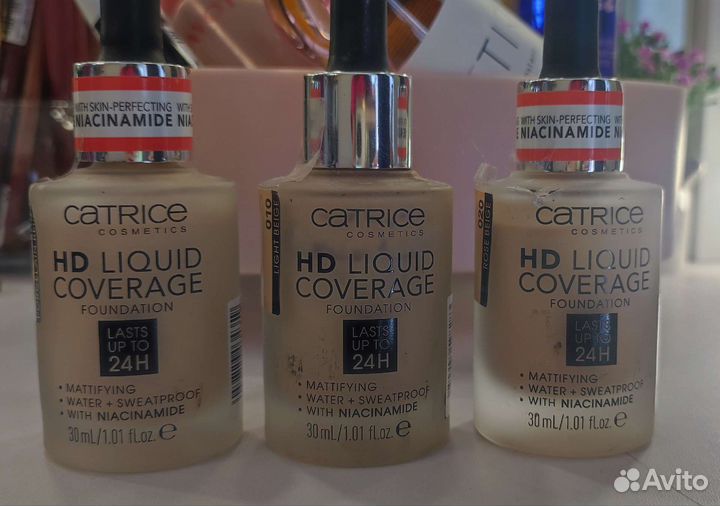 WITH SKIN-PERFECTING
NIACINAMIDE
CATRICE
COSMETICS
HD LIQUID
COVERAGE
FOUNDATION
LASTS
UP TO
24H
• MATTIFYING
• WATER + SWEATPROOF
• WITH NIACINAMIDE
30 mL/1.01 fl.oz. e
010
LIGHT BEIGE
CATRICE
COSMETICS
HD LIQUID
COVERAGE
FOUNDATION
LASTS
UP TO
24H
• MATTIFYING
• WATER + SWEATPROOF
• WITH NIACINAMIDE
30 mL/1.01 fl.oz. e
WITH SKIN-PERFECTING
NIACINAMIDE
020
ROSE BEIGE
CATRICE
COSMETICS
HD LIQUID
COVERAGE
FOUNDATION
LASTS
UP TO
24H
• MATTIFYING
• WATER + SWEATPROOF
• WITH NIACINAMIDE
30 mL/1.01 fl.oz. e
Avito